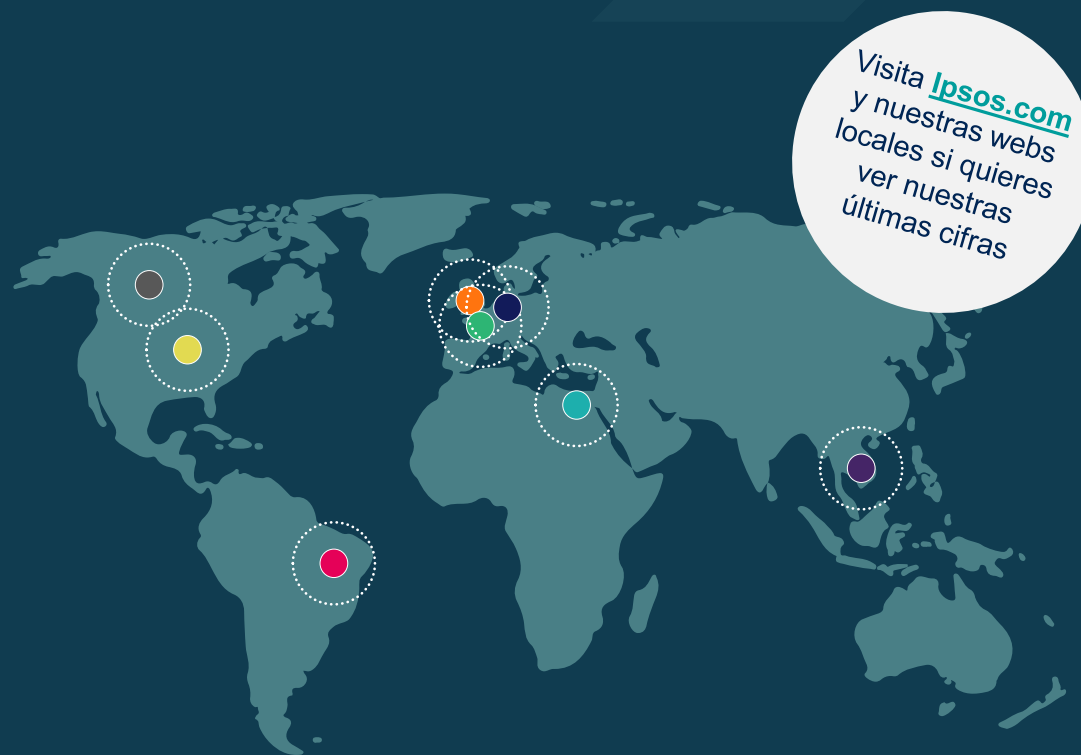 Visita Ipsos.com
y nuestras webs
locales si quieres
ver nuestras
últimas cifras